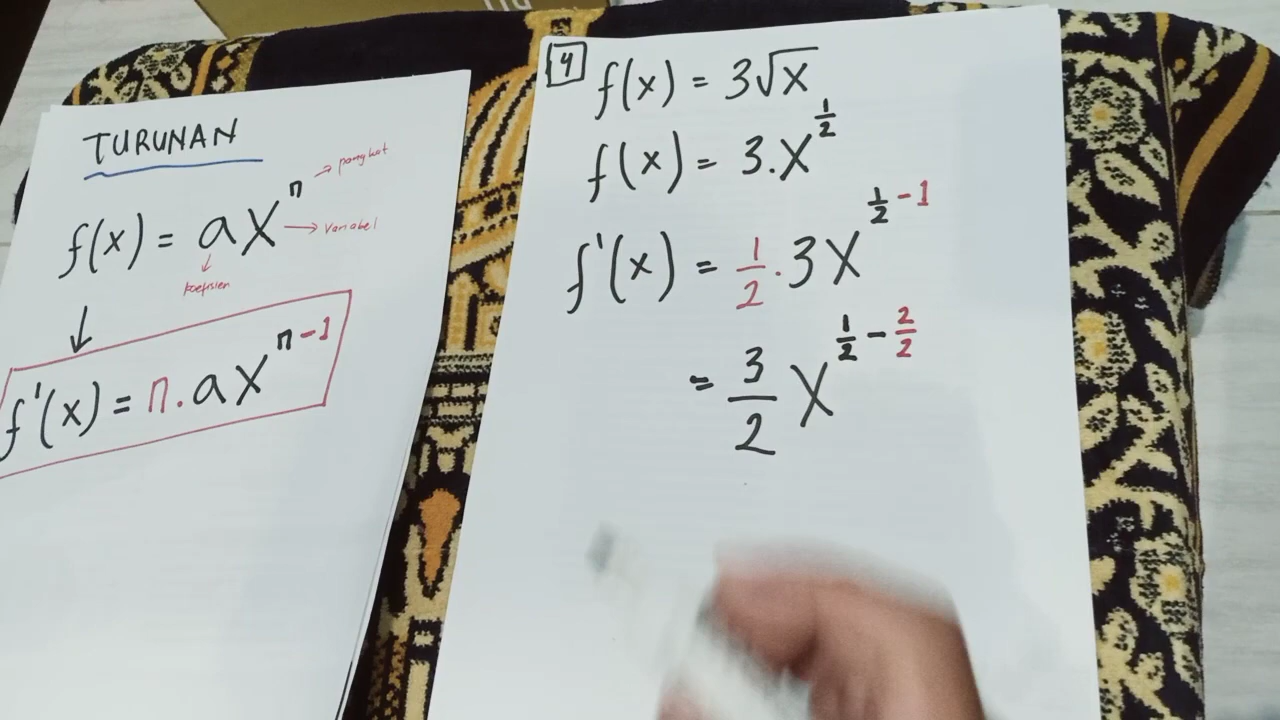 TURUNAN
f(x) = ax^n → pangkat
→ variabel
↓
koefisien
↓
f'(x) = n.ax^{n-1}
4
f(x) = 3√x
f(x) = 3.x^{1/2}
f'(x) = 1/2 . 3x^{1/2 - 1}
= 3/2 x^{1/2 - 2/2}